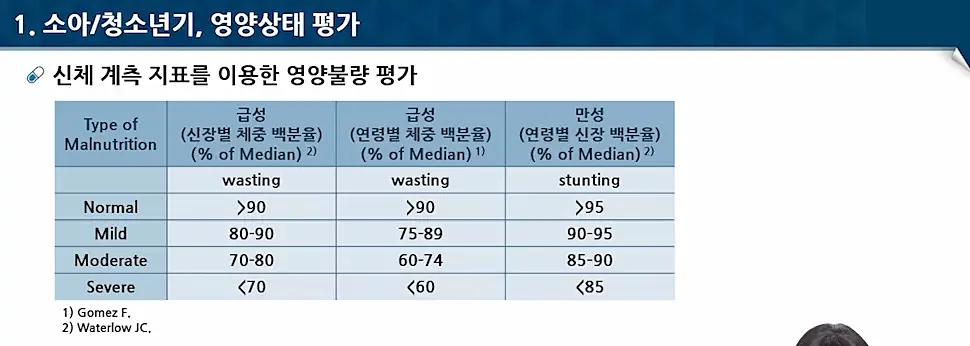 1. 소아/청소년기, 영양상태 평가
신체 계측 지표를 이용한 영양불량 평가
Type of Malnutrition 급성 (신장별 체중 백분율) (% of Median) 2) 급성 (연령별 체중 백분율) (% of Median) 1) 만성 (연령별 신장 백분율) (% of Median) 2)
wasting wasting stunting
Normal >90 >90 >95
Mild 80-90 75-89 90-95
Moderate 70-80 60-74 85-90
Severe <70 <60 <85
1) Gomez F.
2) Waterlow JC.